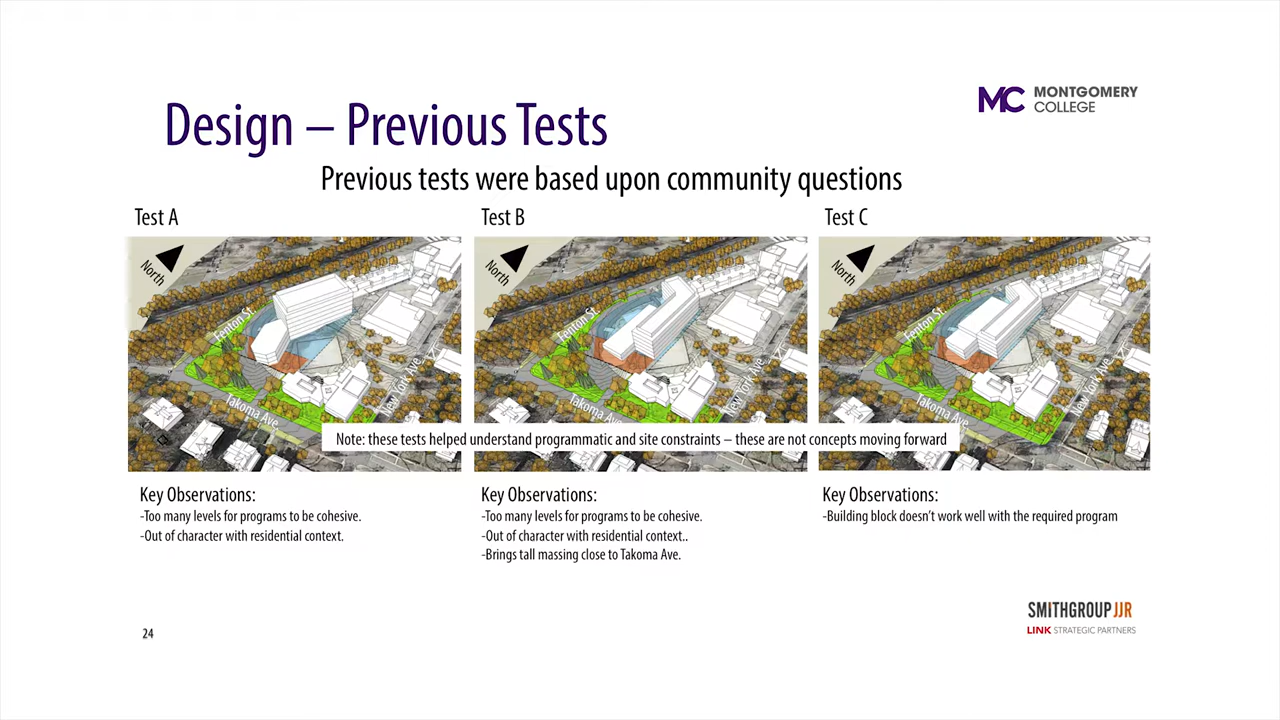 MC MONTGOMERY
COLLEGE
Design – Previous Tests
Previous tests were based upon community questions
Test A
Test B
Test C
North
Fenton St.
Takoma Ave
New York Ave
North
Fenton St.
Takoma Ave
New York Ave
North
Fenton St.
Takoma Ave
New York Ave
Note: these tests helped understand programmatic and site constraints – these are not concepts moving forward
Key Observations:
-Too many levels for programs to be cohesive.
-Out of character with residential context.
Key Observations:
-Too many levels for programs to be cohesive.
-Out of character with residential context..
-Brings tall massing close to Takoma Ave.
Key Observations:
-Building block doesn’t work well with the required program
24
SMITHGROUP JJR
LINK STRATEGIC PARTNERS